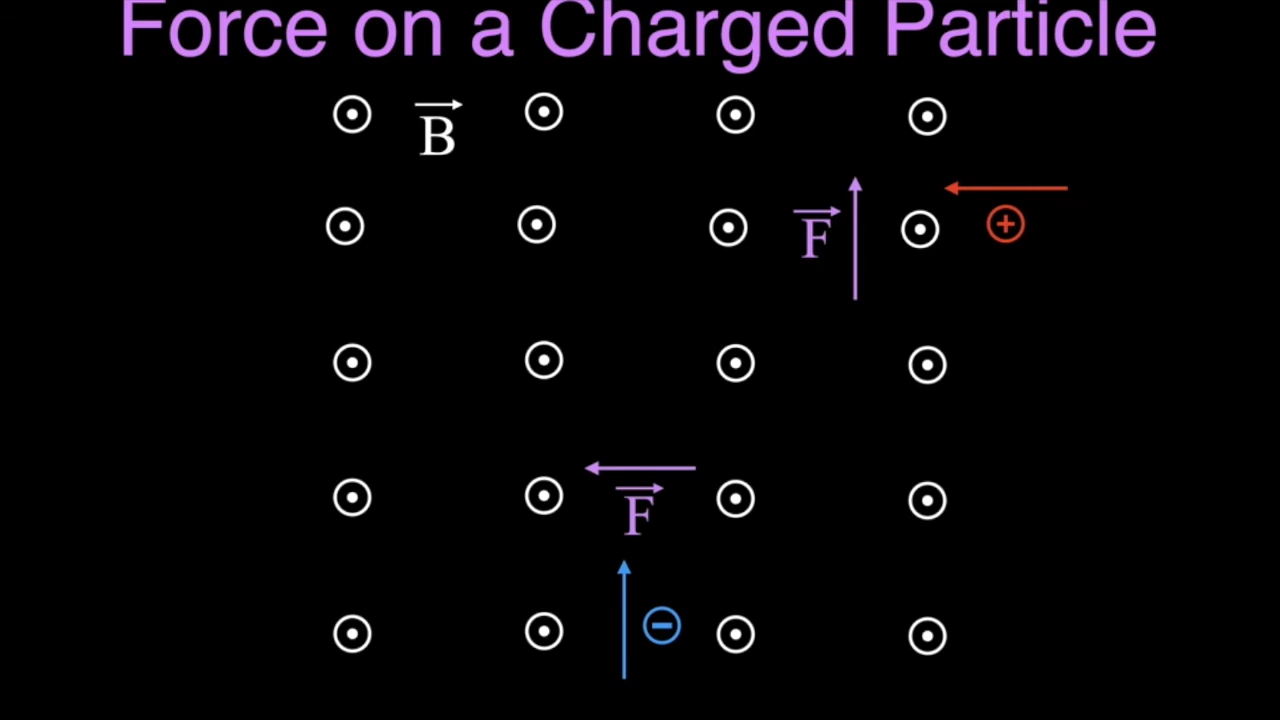 Force on a Charged Particle
B
F
+
F
−